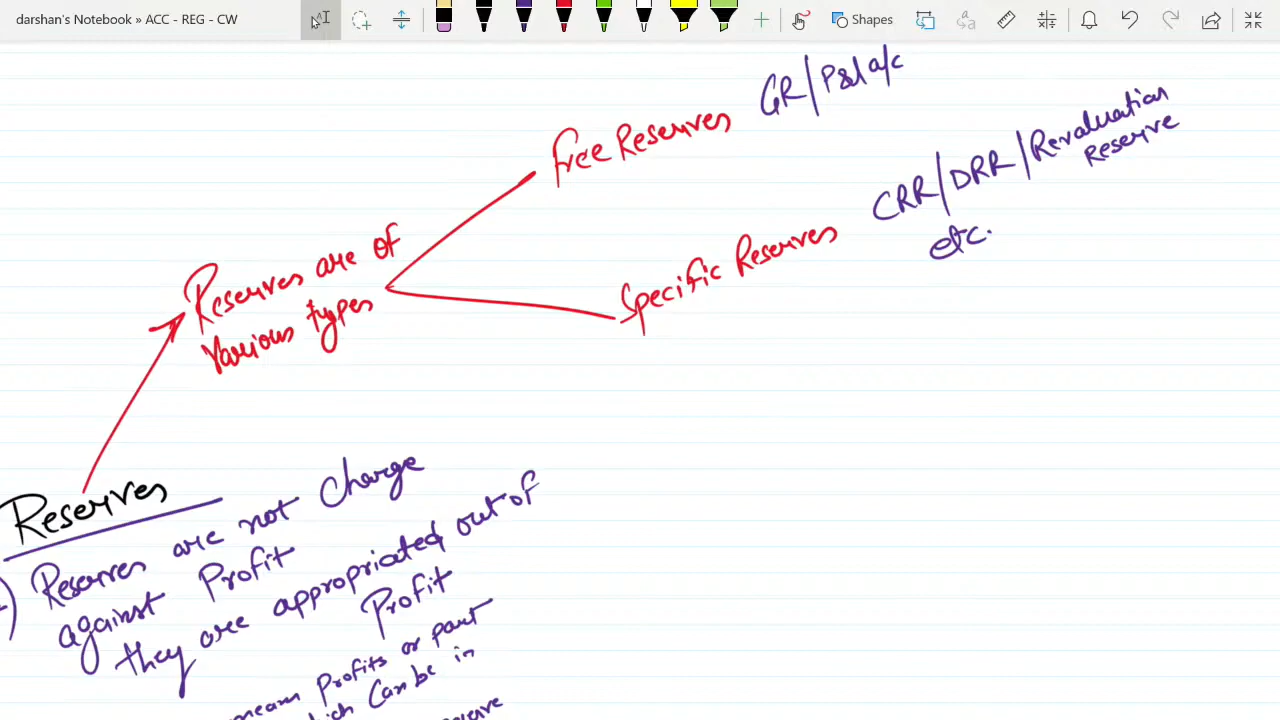 darshan's Notebook » ACC - REG - CW
Shapes
GR/P&L a/c
Free Reserves
CRR/DRR/Revaluation
Reserve
etc.
Reserves are of
various types
Specific Reserves
Reserves
Reserves are not charge
against Profit
they are appropriated out of
Profit
mean Profits or part
which can be in